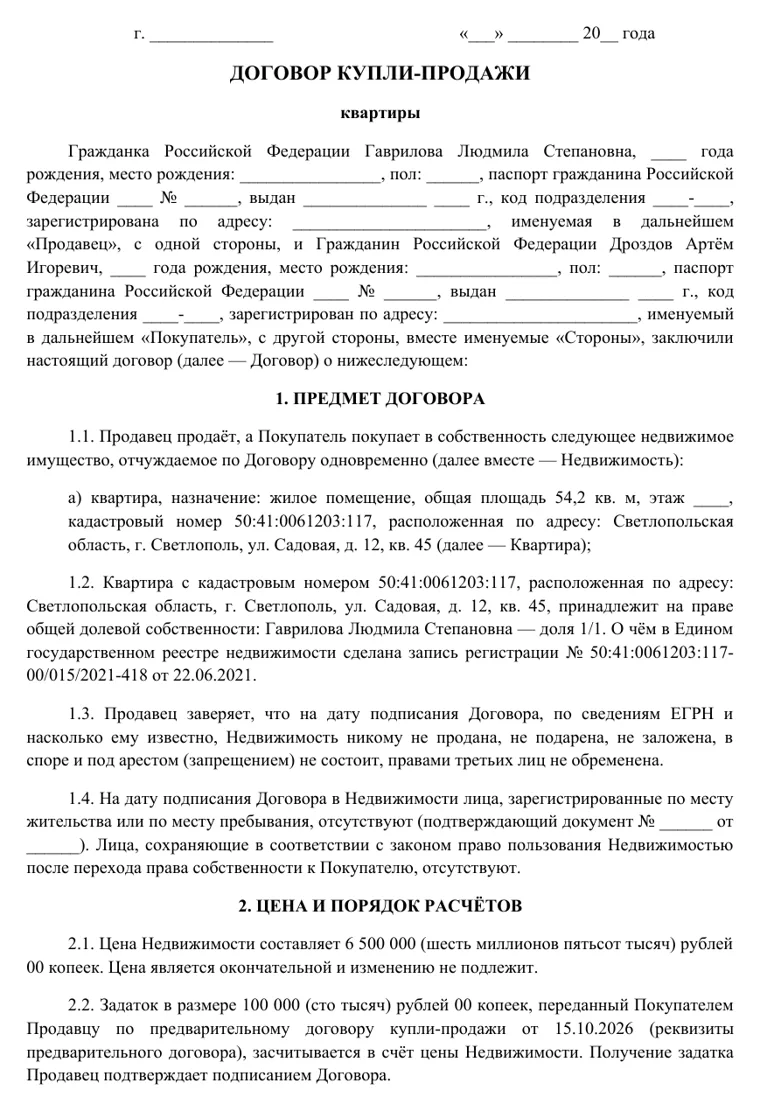 г. ______________ «___» ________ 20__ года
ДОГОВОР КУПЛИ-ПРОДАЖИ
квартиры
Гражданка Российской Федерации Гаврилова Людмила Степановна, ____ года
рождения, место рождения: ________________, пол: ______, паспорт гражданина Российской
Федерации ____ № ______, выдан ______________ ____ г., код подразделения ____-____,
зарегистрирована по адресу: ______________________, именуемая в дальнейшем
«Продавец», с одной стороны, и Гражданин Российской Федерации Дроздов Артём
Игоревич, ____ года рождения, место рождения: ________________, пол: ______, паспорт
гражданина Российской Федерации ____ № ______, выдан ______________ ____ г., код
подразделения ____-____, зарегистрирован по адресу: ______________________, именуемый
в дальнейшем «Покупатель», с другой стороны, вместе именуемые «Стороны», заключили
настоящий договор (далее — Договор) о нижеследующем:
1. ПРЕДМЕТ ДОГОВОРА
1.1. Продавец продаёт, а Покупатель покупает в собственность следующее недвижимое
имущество, отчуждаемое по Договору одновременно (далее вместе — Недвижимость):
а) квартира, назначение: жилое помещение, общая площадь 54,2 кв. м, этаж ____,
кадастровый номер 50:41:0061203:117, расположенная по адресу: Светлопольская
область, г. Светлополь, ул. Садовая, д. 12, кв. 45 (далее — Квартира);
1.2. Квартира с кадастровым номером 50:41:0061203:117, расположенная по адресу:
Светлопольская область, г. Светлополь, ул. Садовая, д. 12, кв. 45, принадлежит на праве
общей долевой собственности: Гаврилова Людмила Степановна — доля 1/1. О чём в Едином
государственном реестре недвижимости сделана запись регистрации № 50:41:0061203:117-
00/015/2021-418 от 22.06.2021.
1.3. Продавец заверяет, что на дату подписания Договора, по сведениям ЕГРН и
насколько ему известно, Недвижимость никому не продана, не подарена, не заложена, в
споре и под арестом (запрещением) не состоит, правами третьих лиц не обременена.
1.4. На дату подписания Договора в Недвижимости лица, зарегистрированные по месту
жительства или по месту пребывания, отсутствуют (подтверждающий документ № ______ от
______). Лица, сохраняющие в соответствии с законом право пользования Недвижимостью
после перехода права собственности к Покупателю, отсутствуют.
2. ЦЕНА И ПОРЯДОК РАСЧЁТОВ
2.1. Цена Недвижимости составляет 6 500 000 (шесть миллионов пятьсот тысяч) рублей
00 копеек. Цена является окончательной и изменению не подлежит.
2.2. Задаток в размере 100 000 (сто тысяч) рублей 00 копеек, переданный Покупателем
Продавцу по предварительному договору купли-продажи от 15.10.2026 (реквизиты
предварительного договора), засчитывается в счёт цены Недвижимости. Получение задатка
Продавец подтверждает подписанием Договора.